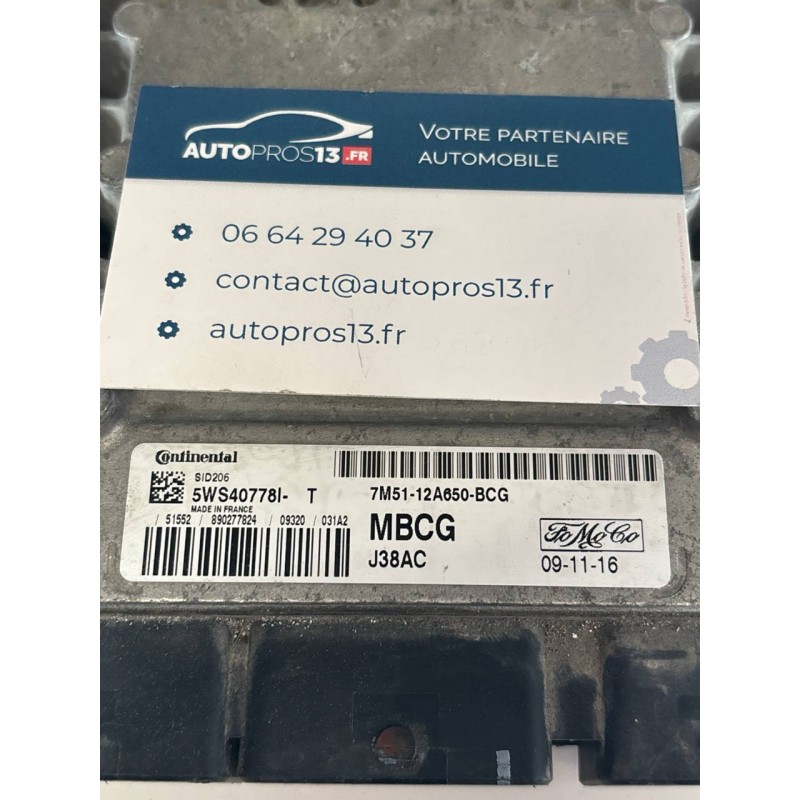 AUTOPROS13.FR
VOTRE PARTENAIRE
AUTOMOBILE
06 64 29 40 37
contact@autopros13.fr
autopros13.fr
Continental
SID206
5WS40778I- T
MADE IN FRANCE
/ 51552 / 890277824 / 09320 / 031A2
7M51-12A650-BCG
MBCG
J38AC
FoMoCo
09-11-16